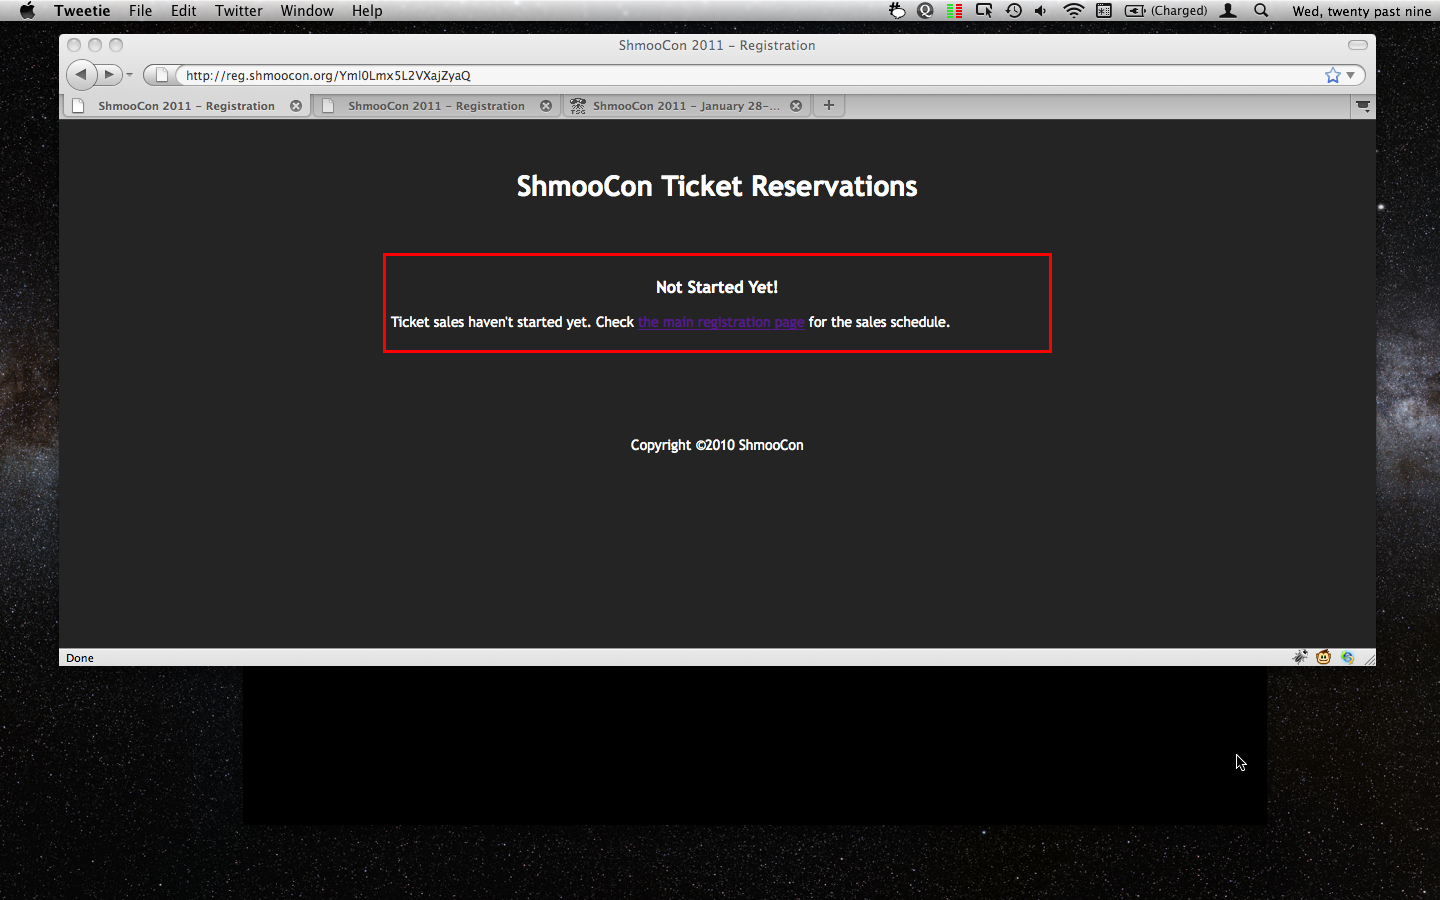 Tweetie File Edit Twitter Window Help (Charged) Wed, twenty past nine
ShmooCon 2011 – Registration
http://reg.shmoocon.org/YmI0Lmx5L2VXajZyaQ
ShmooCon 2011 – Registration ShmooCon 2011 – Registration TSG ShmooCon 2011 – January 28–...
ShmooCon Ticket Reservations
Not Started Yet!
Ticket sales haven't started yet. Check the main registration page for the sales schedule.
Copyright ©2010 ShmooCon
Done